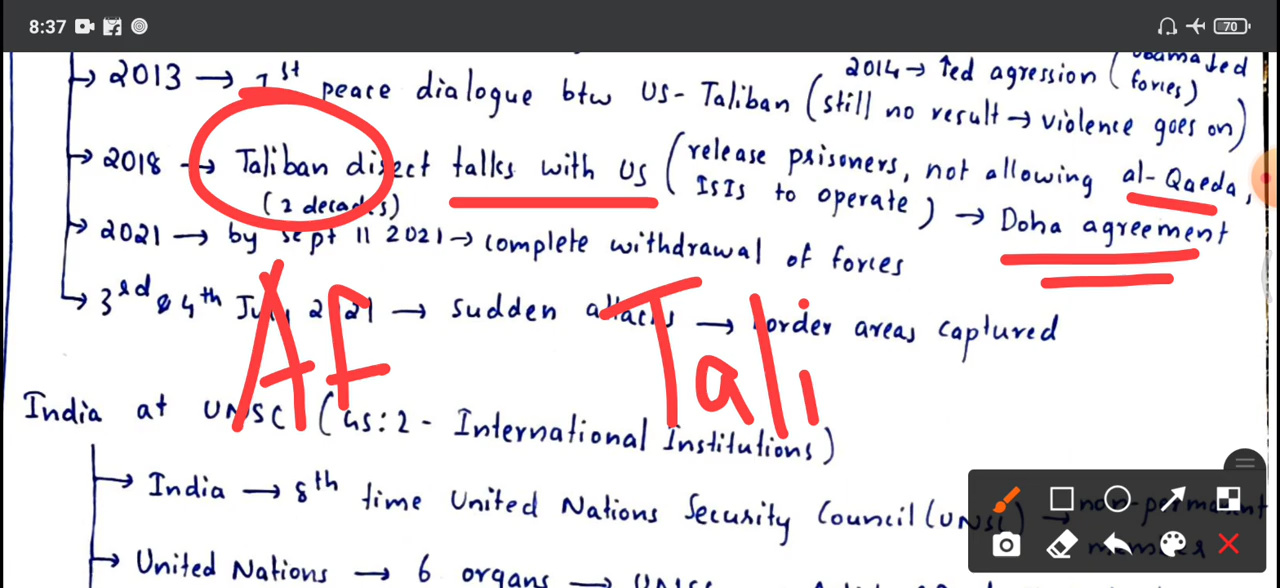 8:37 70
→ 2013 → 1st peace dialogue btw US-Taliban (still no result → violence goes on)
2014 → ↑ed agression (forces)
→ 2018 → Taliban direct talks with US (release prisoners, not allowing al-Qaeda, ISIS to operate) → Doha agreement
(2 decades)
→ 2021 → by sept 11 2021 → complete withdrawal of forces
→ 3rd & 4th July 2021 → sudden attacks → border areas captured
AF Tali
India at UNSC (GS:2 - International Institutions)
→ India → 8th time United Nations Security Council (UNSC) → non-permanent member
→ United Nations → 6 organs →